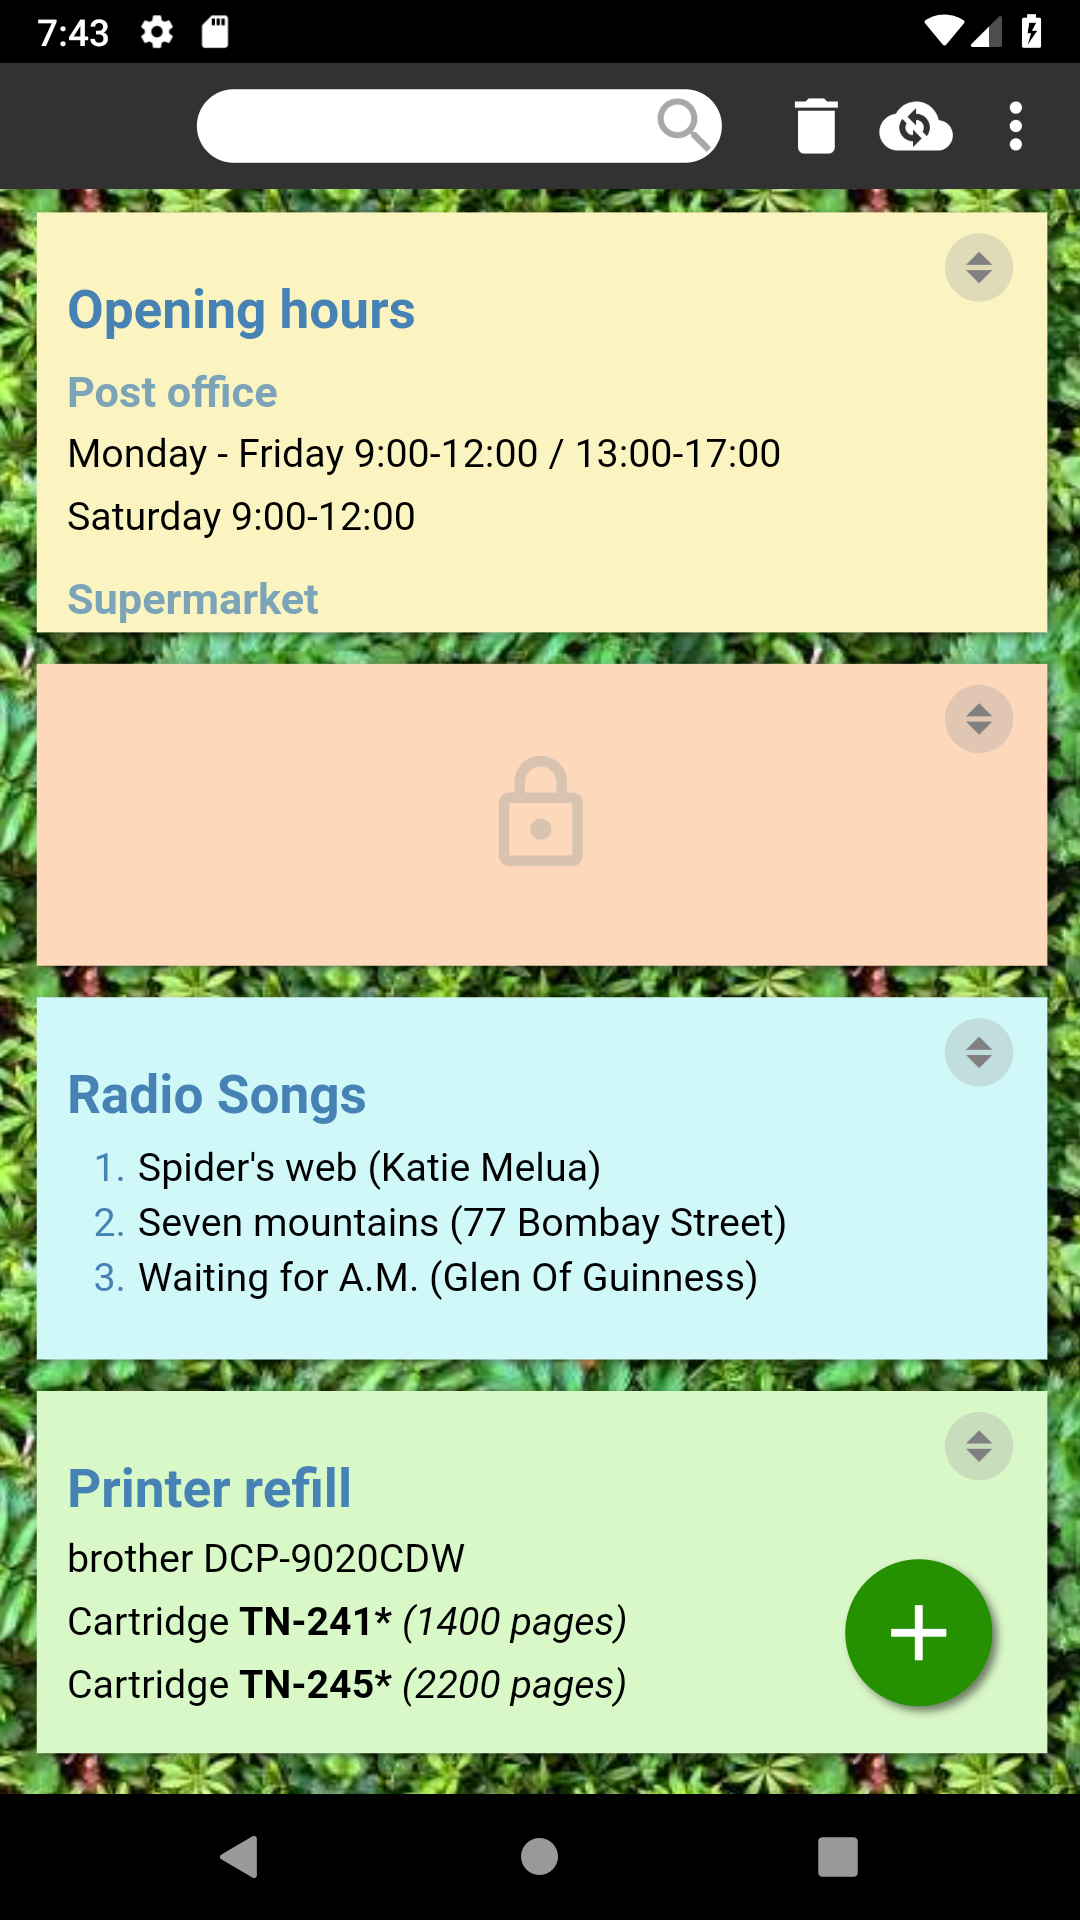 7:43
Opening hours
Post office
Monday - Friday 9:00-12:00 / 13:00-17:00
Saturday 9:00-12:00
Supermarket
Radio Songs
1. Spider's web (Katie Melua)
2. Seven mountains (77 Bombay Street)
3. Waiting for A.M. (Glen Of Guinness)
Printer refill
brother DCP-9020CDW
Cartridge TN-241* (1400 pages)
Cartridge TN-245* (2200 pages)